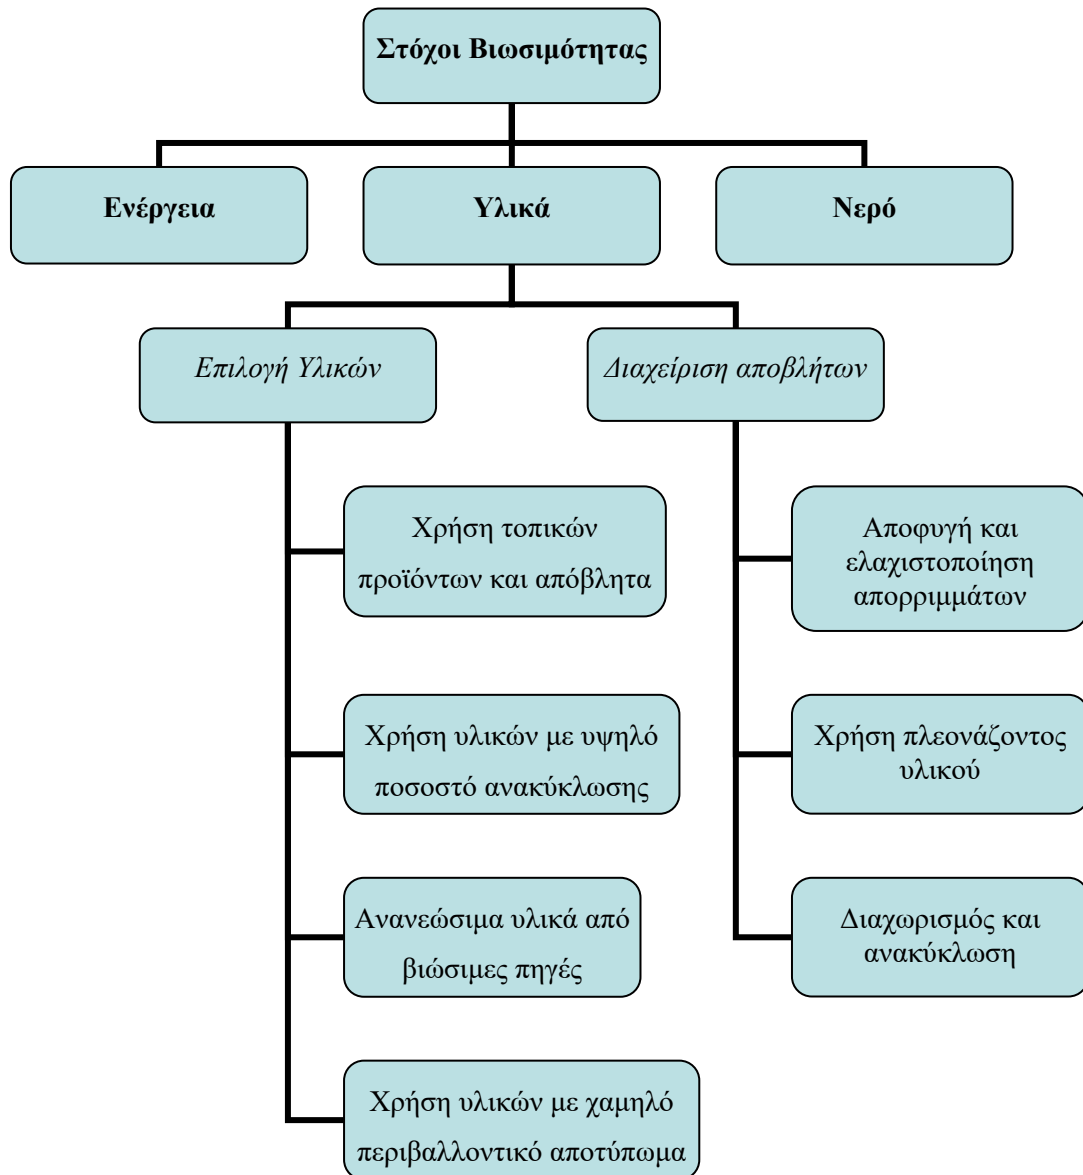 Στόχοι Βιωσιμότητας
Ενέργεια
Υλικά
Νερό
Επιλογή Υλικών
Διαχείριση αποβλήτων
Χρήση τοπικών
προϊόντων και απόβλητα
Χρήση υλικών με υψηλό
ποσοστό ανακύκλωσης
Ανανεώσιμα υλικά από
βιώσιμες πηγές
Χρήση υλικών με χαμηλό
περιβαλλοντικό αποτύπωμα
Αποφυγή και
ελαχιστοποίηση
απορριμμάτων
Χρήση πλεονάζοντος
υλικού
Διαχωρισμός και
ανακύκλωση